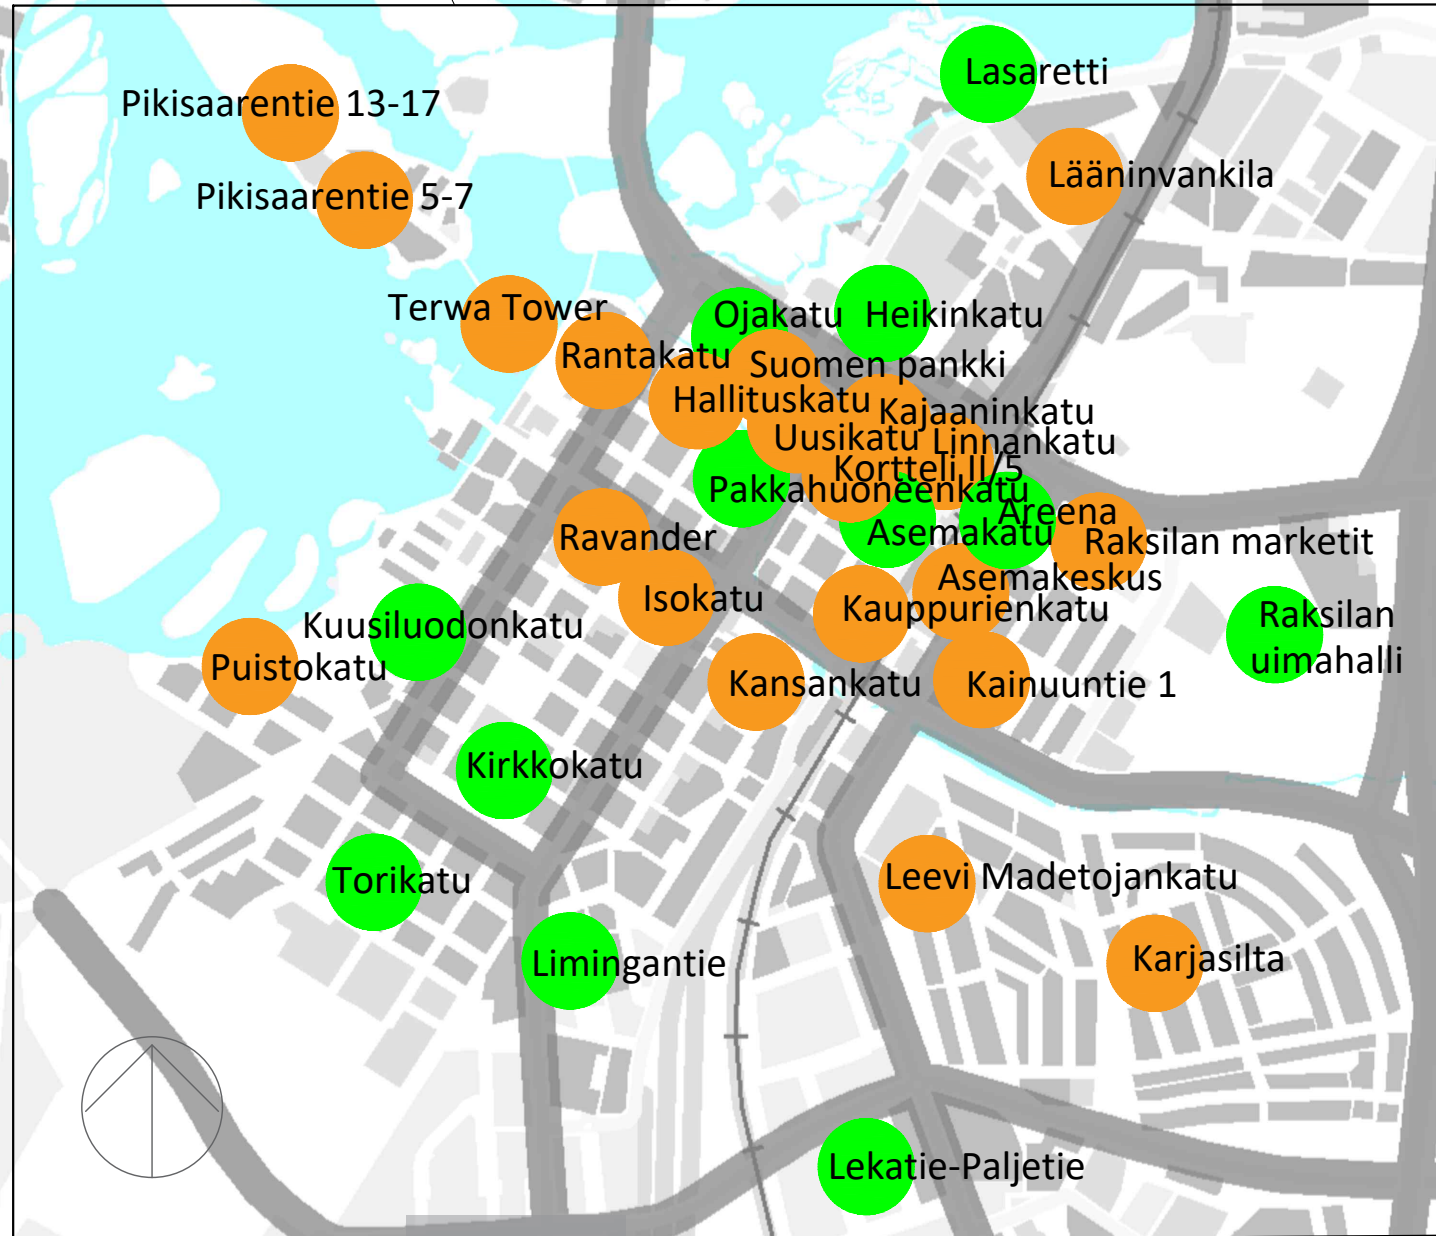 Lasaretti
Pikisaarentie 13-17
Lääninvankila
Pikisaarentie 5-7
Terwa Tower
Ojakatu
Heikinkatu
Rantakatu
Suomen pankki
Hallituskatu
Kajaaninkatu
Uusikatu
Linnankatu
Kortteli II/5
Pakkahuoneenkatu
Areena
Asemakatu
Ravander
Raksilan marketit
Asemakeskus
Isokatu
Kauppurienkatu
Raksilan
uimahalli
Kuusiluodonkatu
Puistokatu
Kansankatu
Kainuuntie 1
Kirkkokatu
Torikatu
Leevi Madetojankatu
Limingantie
Karjasilta
Lekatie-Paljetie